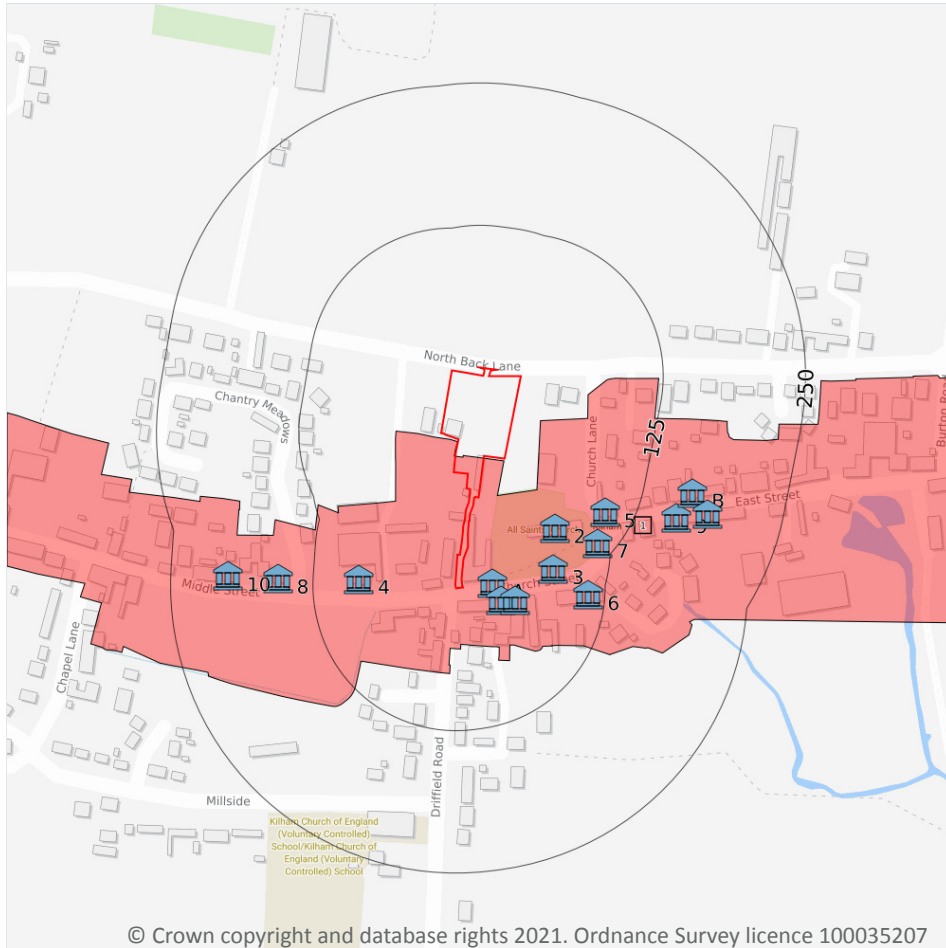 North Back Lane
Chantry Meadows
Church Lane
250
125
East Street
8
5
2
1
9
7
3
10
8
4
6
Middle Street
Chapel Lane
Driffield Road
Millside
Kilham Church of England
(Voluntary Controlled)
School/Kilham Church of
England (Voluntary
Controlled) School
© Crown copyright and database rights 2021. Ordnance Survey licence 100035207